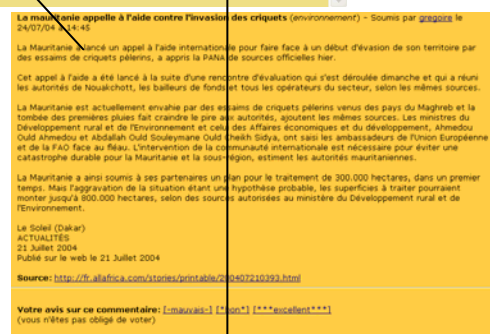 La mauritanie appelle à l'aide contre l'invasion des criquets (environnement) - Soumis par gregoire le
24/07/04 à 14:45
La Mauritanie a lancé un appel à l'aide internationale pour faire face à un début d'évasion de son territoire par
des essaims de criquets pèlerins, a appris la PANA de sources officielles hier.
Cet appel à l'aide a été lancé à la suite d'une rencontre d'évaluation qui s'est déroulée dimanche et qui a réuni
les autorités de Nouakchott, les bailleurs de fonds et tous les opérateurs du secteur, selon les mêmes sources.
La Mauritanie est actuellement envahie par des essaims de criquets pèlerins venus des pays du Maghreb et la
tombée des premières pluies fait craindre le pire aux autorités, ajoutent les mêmes sources. Les ministres du
Développement rural et de l'Environnement et celui des Affaires économiques et du développement, Ahmedou
Ould Ahmedou et Abdallah Ould Souleymane Ould Cheikh Sidya, ont saisi les ambassadeurs de l'Union Européenne
et de la FAO face au fléau. L'intervention de la communauté internationale est nécessaire pour éviter une
catastrophe durable pour la Mauritanie et la sous-région, estiment les autorités mauritaniennes.
La Mauritanie a ainsi soumis à ses partenaires un plan pour le traitement de 300.000 hectares, dans un premier
temps. Mais l'aggravation de la situation étant une hypothèse probable, les superficies à traiter pourraient
monter jusqu'à 800.000 hectares, selon des sources autorisées au ministère du Développement rural et de
l'Environnement.
Le Soleil (Dakar)
ACTUALITÉS
21 Juillet 2004
Publié sur le web le 21 Juillet 2004
Source: http://fr.allafrica.com/stories/printable/200407210393.html
Votre avis sur ce commentaire: [-mauvais-] [*bon*] [***excellent***]
(vous n'êtes pas obligé de voter)